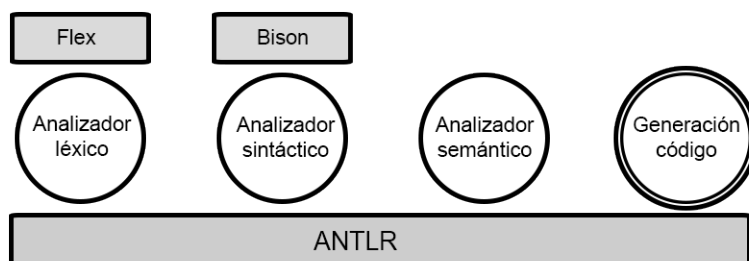 Flex
Bison
Analizador
léxico
Analizador
sintáctico
Analizador
semántico
Generación
código
ANTLR